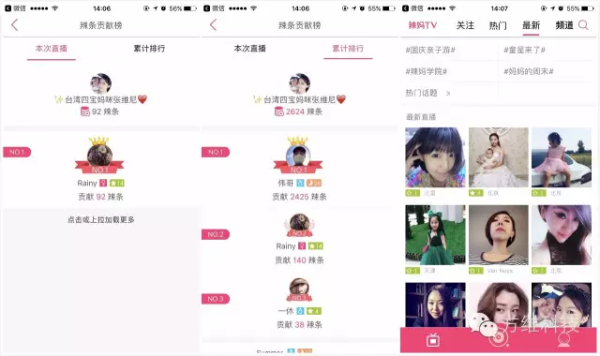 微信
14:06
56%
辣条贡献榜
本次直播
累计排行
✨台湾四宝妈咪张维尼❤️
92 辣条
NO.1
NO.1
Rainy
贡献 92 辣条
点击或上拉加载更多
微信
14:06
55%
辣条贡献榜
本次直播
累计排行
✨台湾四宝妈咪张维尼❤️
2624 辣条
NO.1
NO.1
伟哥
贡献 2425 辣条
NO.2
NO.2
Rainy
贡献 140 辣条
NO.3
NO.3
一休
贡献 38 辣条
微信
14:07
55%
辣妈TV
关注
热门
最新
频道
#国庆亲子游#
#童星来了#
#辣妈学院#
#妈妈的周末#
热门话题 >
最新直播
天津
方维科技